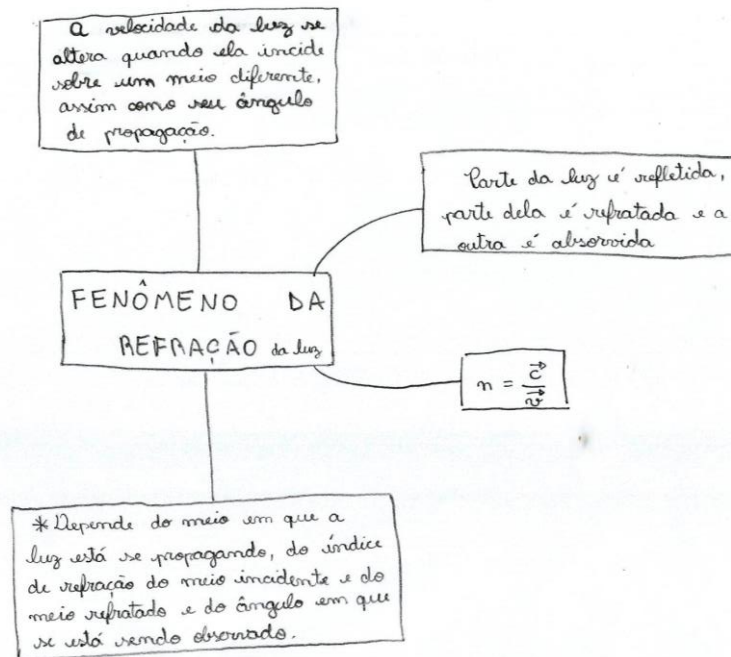 A velocidade da luz se
altera quando ela incide
sobre um meio diferente,
assim como seu ângulo
de propagação.
Parte da luz é refletida,
parte dela é refratada e a
outra é absorvida
FENÔMENO DA
REFRAÇÃO da luz
n = c⃗/v⃗
* Depende do meio em que a
luz está se propagando, do índice
de refração do meio incidente e do
meio refratado e do ângulo em que
se está sendo observado.